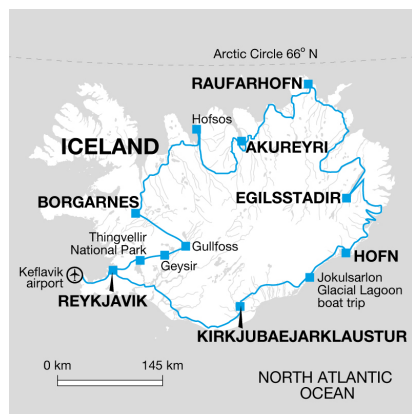 Arctic Circle 66° N
RAUFARHOFN
Hofsos
ICELAND
AKUREYRI
EGILSSTADIR
BORGARNES
Thingvellir
National Park
Gullfoss
Geysir
HOFN
Keflavik
airport
Jokulsarlon
Glacial Lagoon
boat trip
REYKJAVIK
KIRKJUBAEJARKLAUSTUR
0 km
145 km
NORTH ATLANTIC
OCEAN